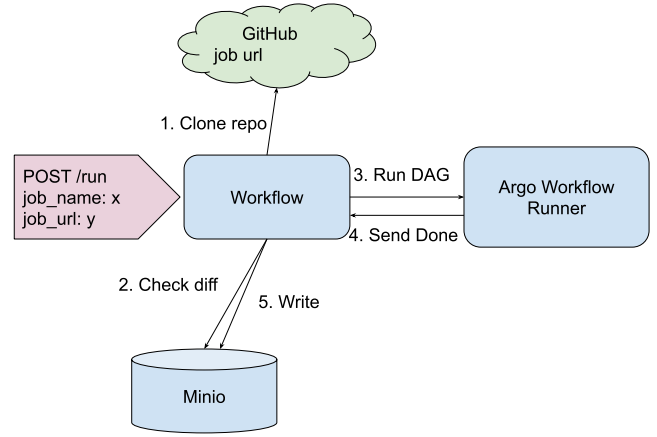 GitHub
job url
1. Clone repo
POST /run
job_name: x
job_url: y
Workflow
3. Run DAG
4. Send Done
Argo Workflow
Runner
2. Check diff
5. Write
Minio